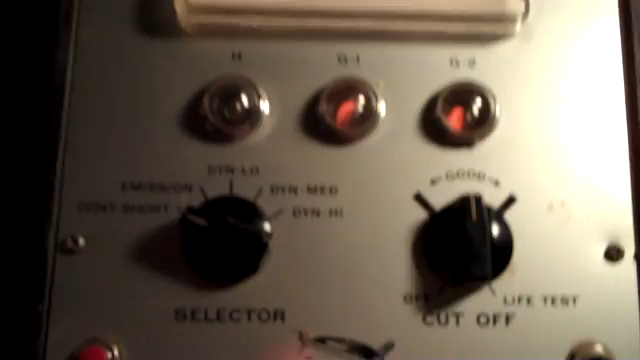 H G-1 G-2
DYN-LO
←GOOD→
EMISSION DYN-MED
CONT-SHORT DYN-HI
OFF LIFE TEST
SELECTOR CUT OFF